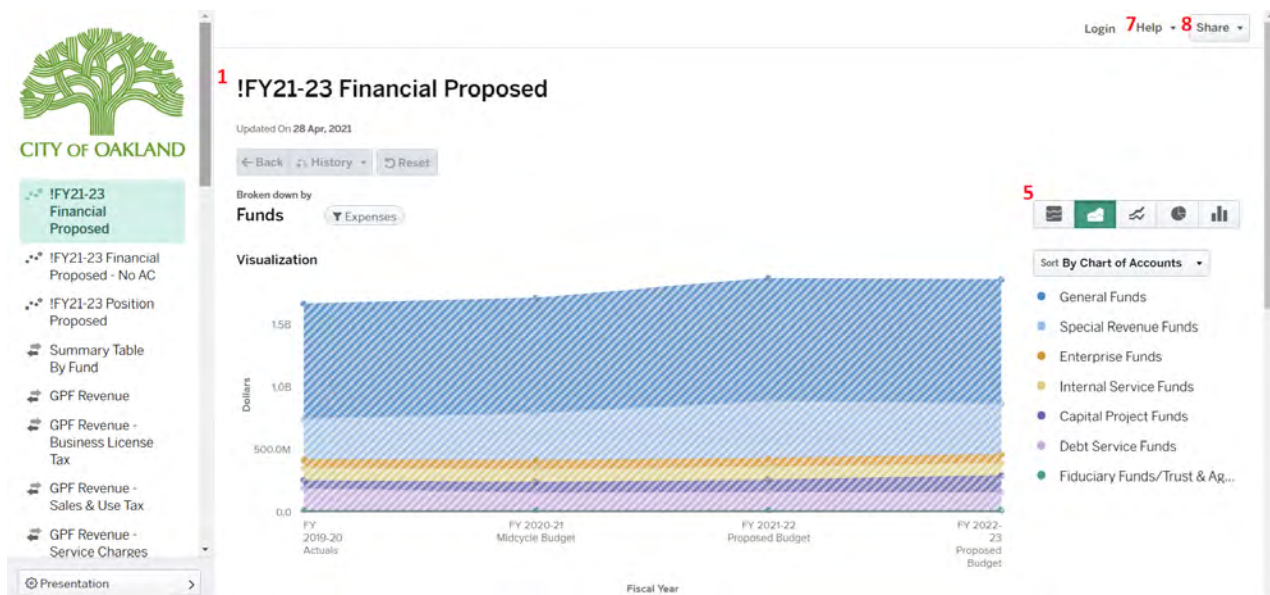 Login 7 Help 8 Share
CITY OF OAKLAND
1 !FY21-23 Financial Proposed
Updated On 28 Apr, 2021
Back History Reset
Broken down by
Funds Expenses
5
Visualization
Sort By Chart of Accounts
General Funds
Special Revenue Funds
Enterprise Funds
Internal Service Funds
Capital Project Funds
Debt Service Funds
Fiduciary Funds/Trust & Ag...
!FY21-23
Financial
Proposed
!FY21-23 Financial
Proposed - No AC
!FY21-23 Position
Proposed
Summary Table
By Fund
GPF Revenue
GPF Revenue -
Business License
Tax
GPF Revenue -
Sales & Use Tax
GPF Revenue -
Service Charges
Presentation
Dollars
1.5B
1.0B
500.0M
0.0
FY
2019-20
Actuals
FY 2020-21
Midcycle Budget
FY 2021-22
Proposed Budget
FY 2022-
23
Proposed
Budget
Fiscal Year